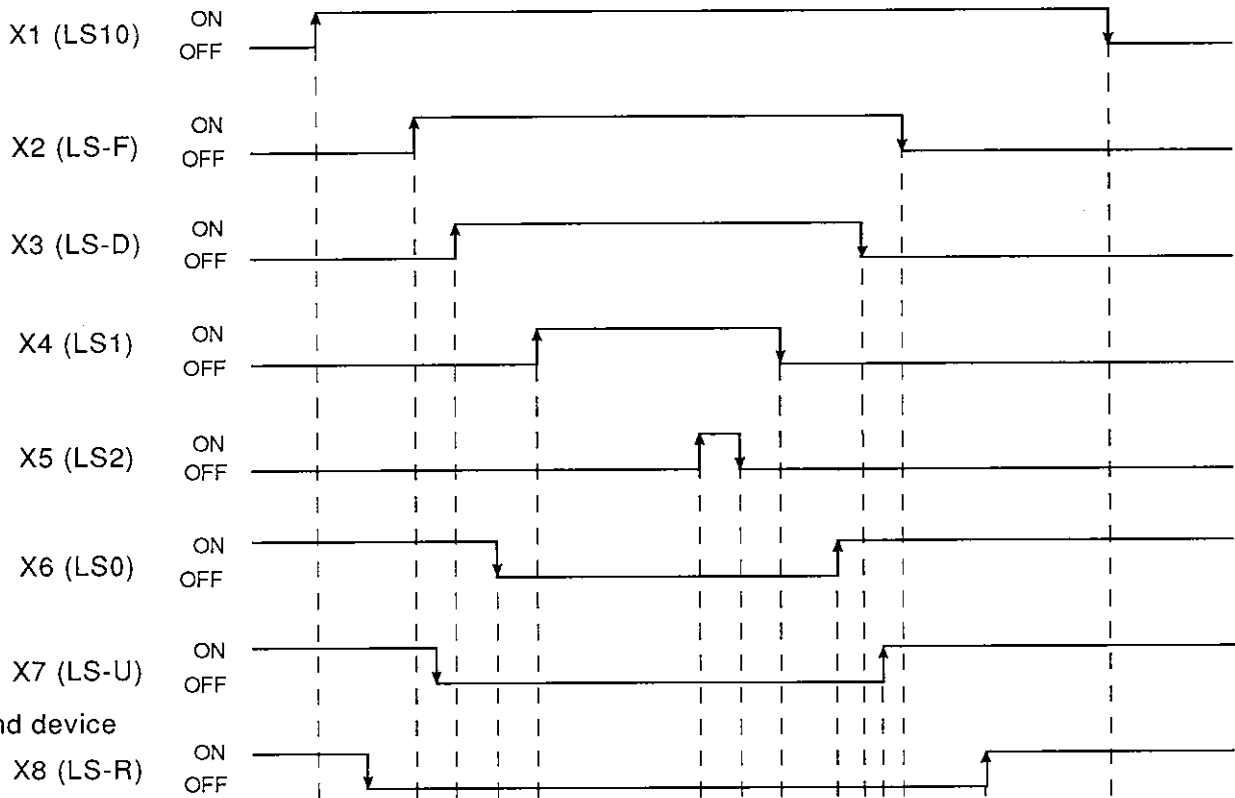 ON
X1 (LS10)
OFF
ON
X2 (LS-F)
OFF
ON
X3 (LS-D)
OFF
ON
X4 (LS1)
OFF
ON
X5 (LS2)
OFF
ON
X6 (LS0)
OFF
ON
X7 (LS-U)
OFF
nd device
ON
X8 (LS-R)
OFF